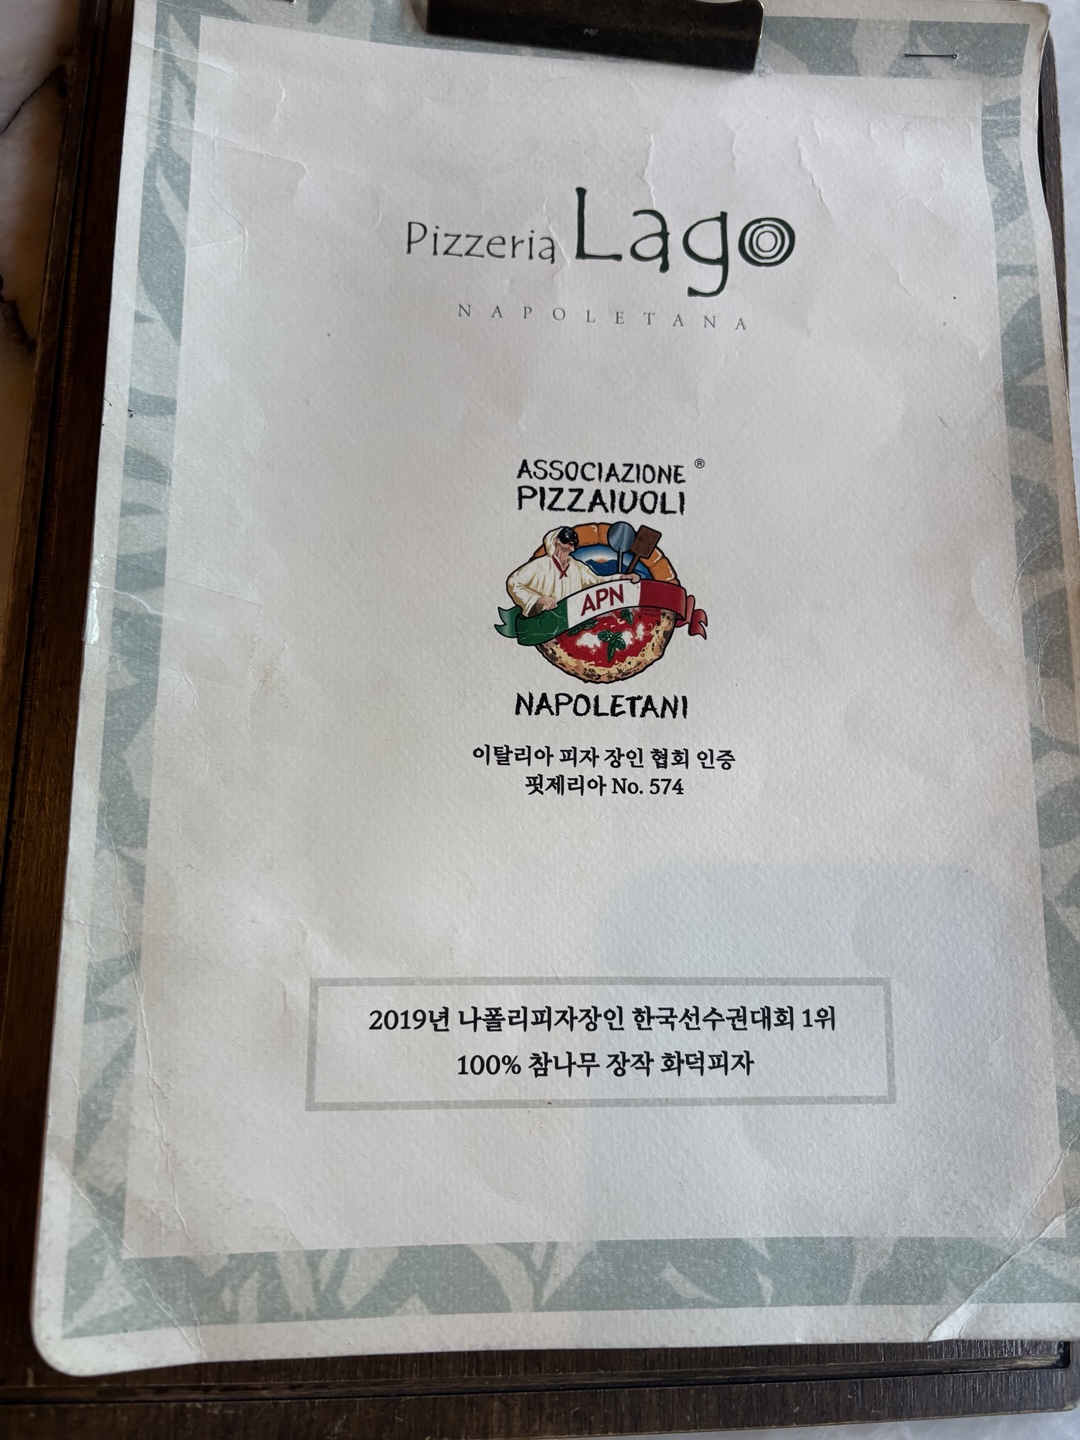 Pizzeria Lago
NAPOLETANA
ASSOCIAZIONE ®
PIZZAIUOLI
APN
NAPOLETANI
이탈리아 피자 장인 협회 인증
핏제리아 No. 574
2019년 나폴리피자장인 한국선수권대회 1위
100% 참나무 장작 화덕피자